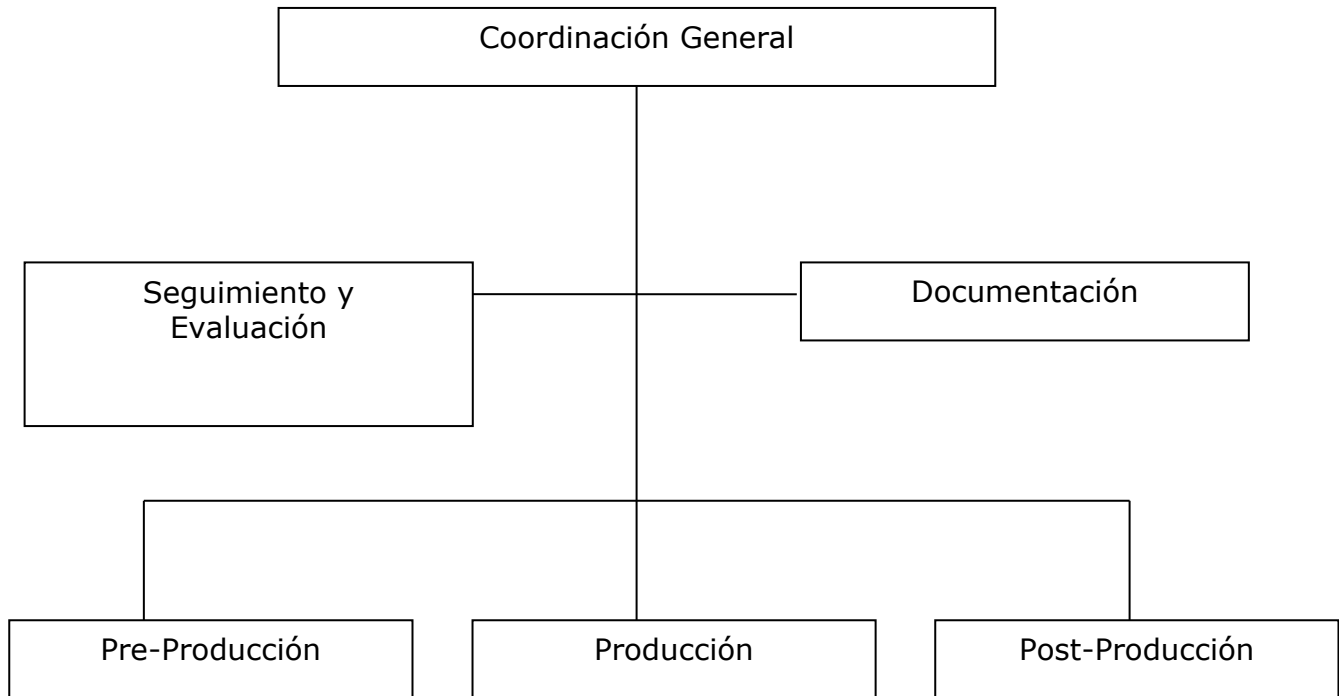 Coordinación General
Seguimiento y
Evaluación
Documentación
Pre-Producción
Producción
Post-Producción